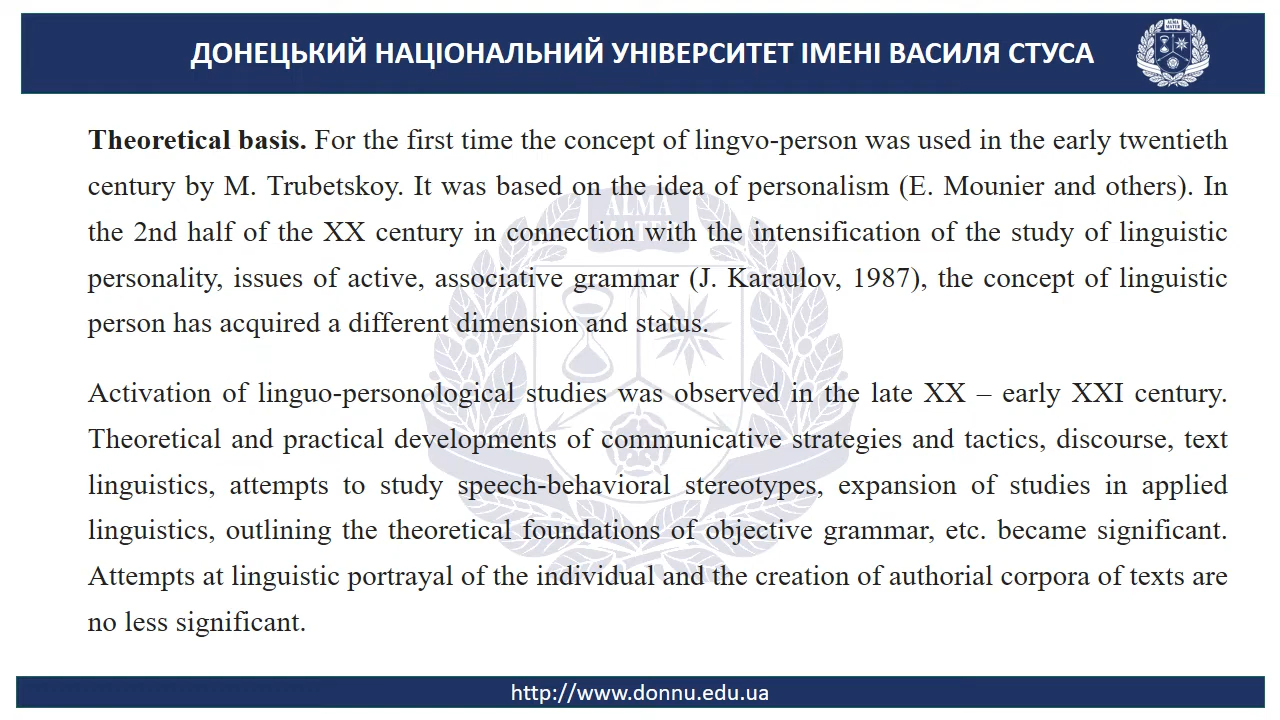 ДОНЕЦЬКИЙ НАЦІОНАЛЬНИЙ УНІВЕРСИТЕТ ІМЕНІ ВАСИЛЯ СТУСА
ALMA
MATER
Theoretical basis. For the first time the concept of lingvo-person was used in the early twentieth
century by M. Trubetskoy. It was based on the idea of personalism (E. Mounier and others). In
the 2nd half of the XX century in connection with the intensification of the study of linguistic
personality, issues of active, associative grammar (J. Karaulov, 1987), the concept of linguistic
person has acquired a different dimension and status.
ALMA
MATER
Activation of linguo-personological studies was observed in the late XX – early XXI century.
Theoretical and practical developments of communicative strategies and tactics, discourse, text
linguistics, attempts to study speech-behavioral stereotypes, expansion of studies in applied
linguistics, outlining the theoretical foundations of objective grammar, etc. became significant.
Attempts at linguistic portrayal of the individual and the creation of authorial corpora of texts are
no less significant.
http://www.donnu.edu.ua